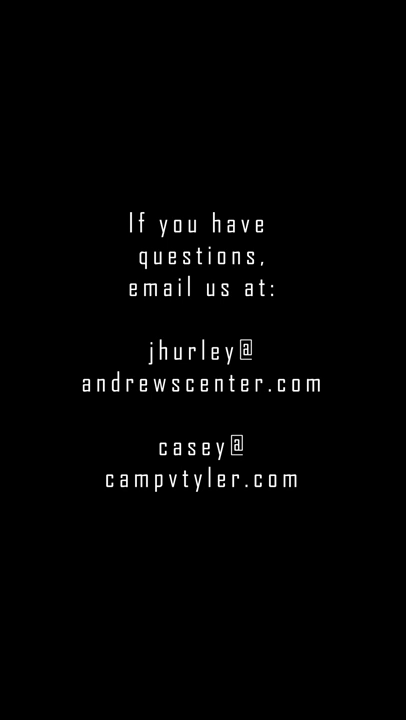 If you have
questions,
email us at:
jhurley@
andrewscenter.com
casey@
campvtyler.com